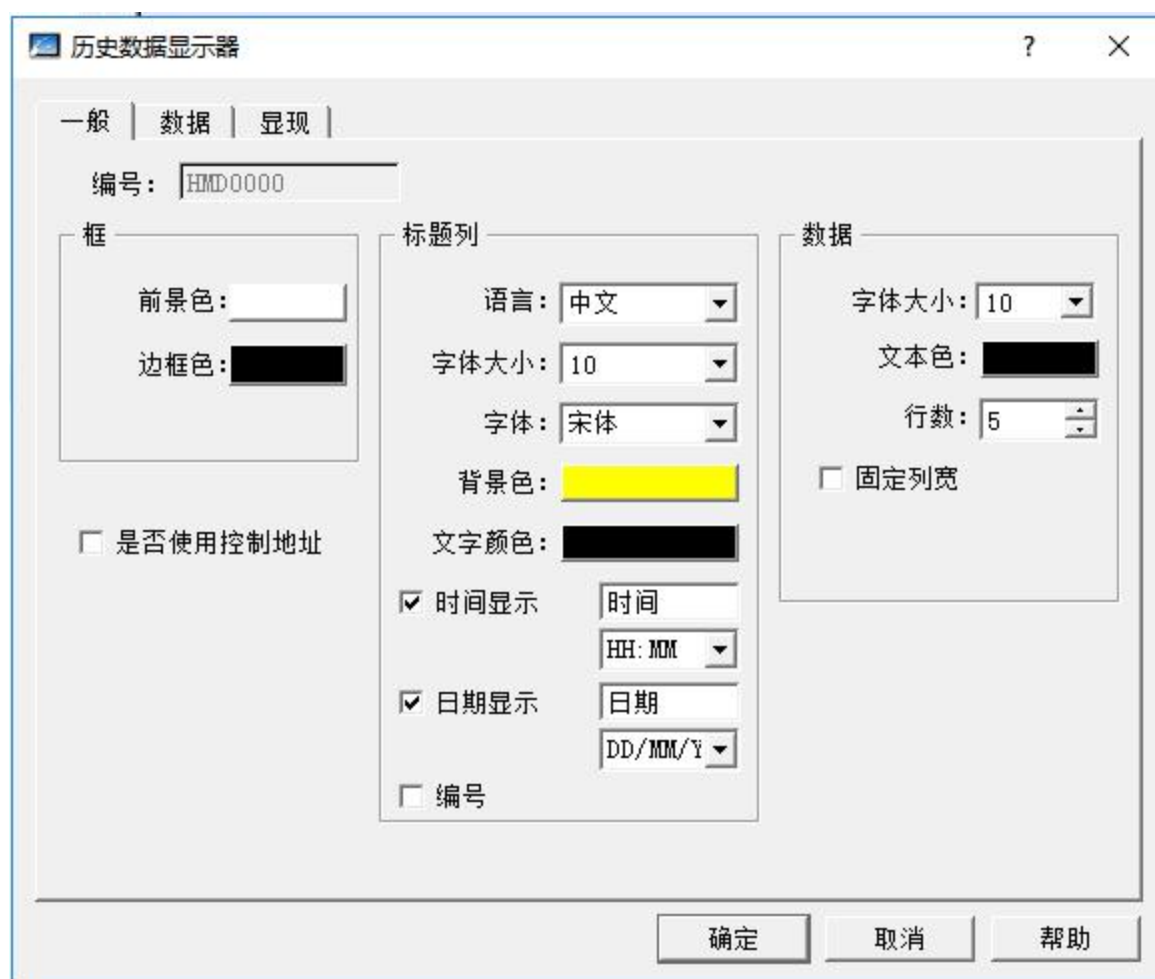 历史数据显示器
一般 数据 显现
编号: HMD0000
框
前景色:
边框色:
是否使用控制地址
标题列
语言: 中文
字体大小: 10
字体: 宋体
背景色:
文字颜色:
时间显示 时间
HH:MM
日期显示 日期
DD/MM/Y
编号
数据
字体大小: 10
文本色:
行数: 5
固定列宽
确定 取消 帮助